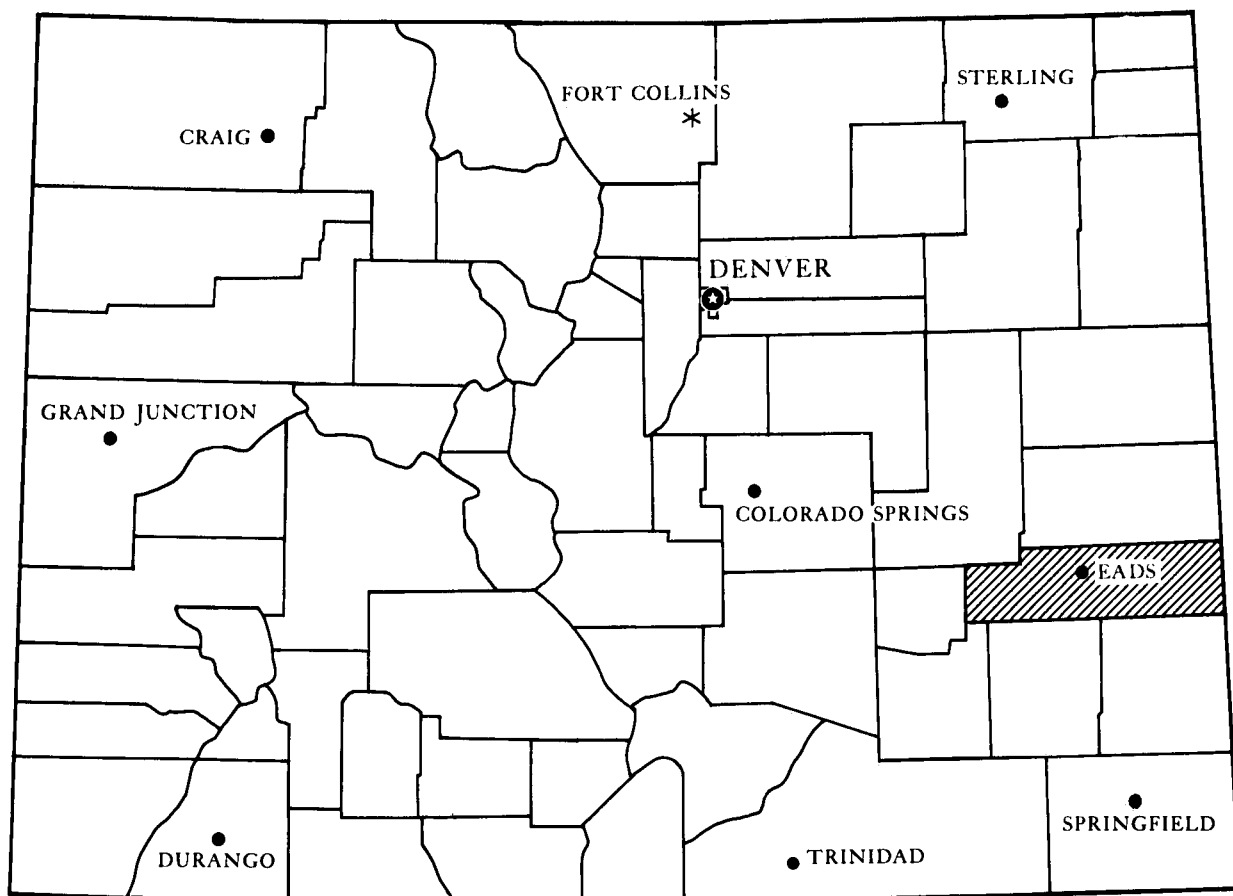 STERLING
FORT COLLINS
CRAIG
DENVER
GRAND JUNCTION
COLORADO SPRINGS
EADS
SPRINGFIELD
DURANGO
TRINIDAD